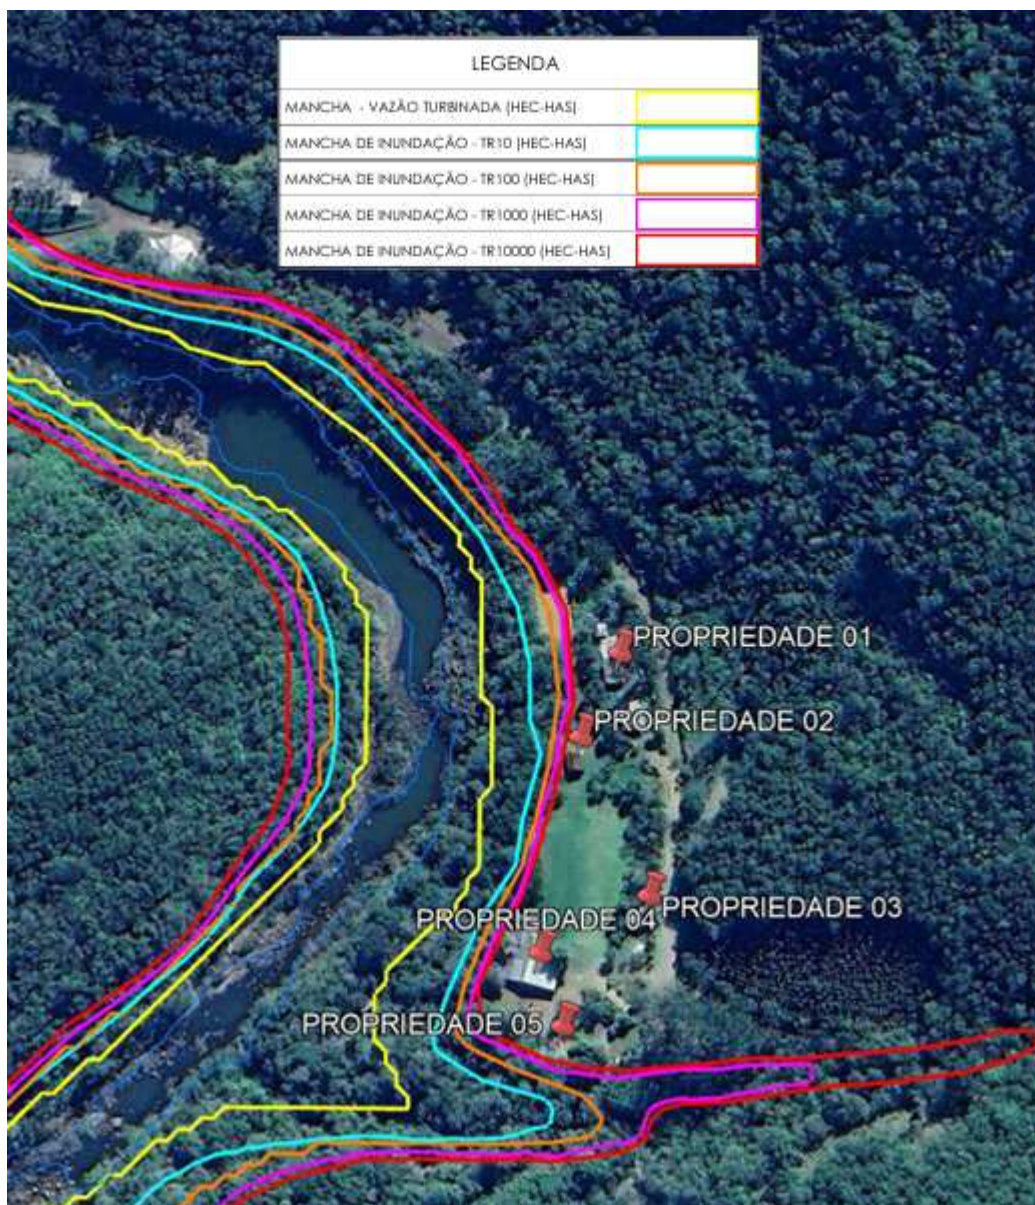 LEGENDA
MANCHA - VAZÃO TURBINADA (HEC-HAS)
MANCHA DE INUNDAÇÃO - TR10 (HEC-HAS)
MANCHA DE INUNDAÇÃO - TR100 (HEC-HAS)
MANCHA DE INUNDAÇÃO - TR1000 (HEC-HAS)
MANCHA DE INUNDAÇÃO - TR10000 (HEC-HAS)
PROPRIEDADE 01
PROPRIEDADE 02
PROPRIEDADE 03
PROPRIEDADE 04
PROPRIEDADE 05